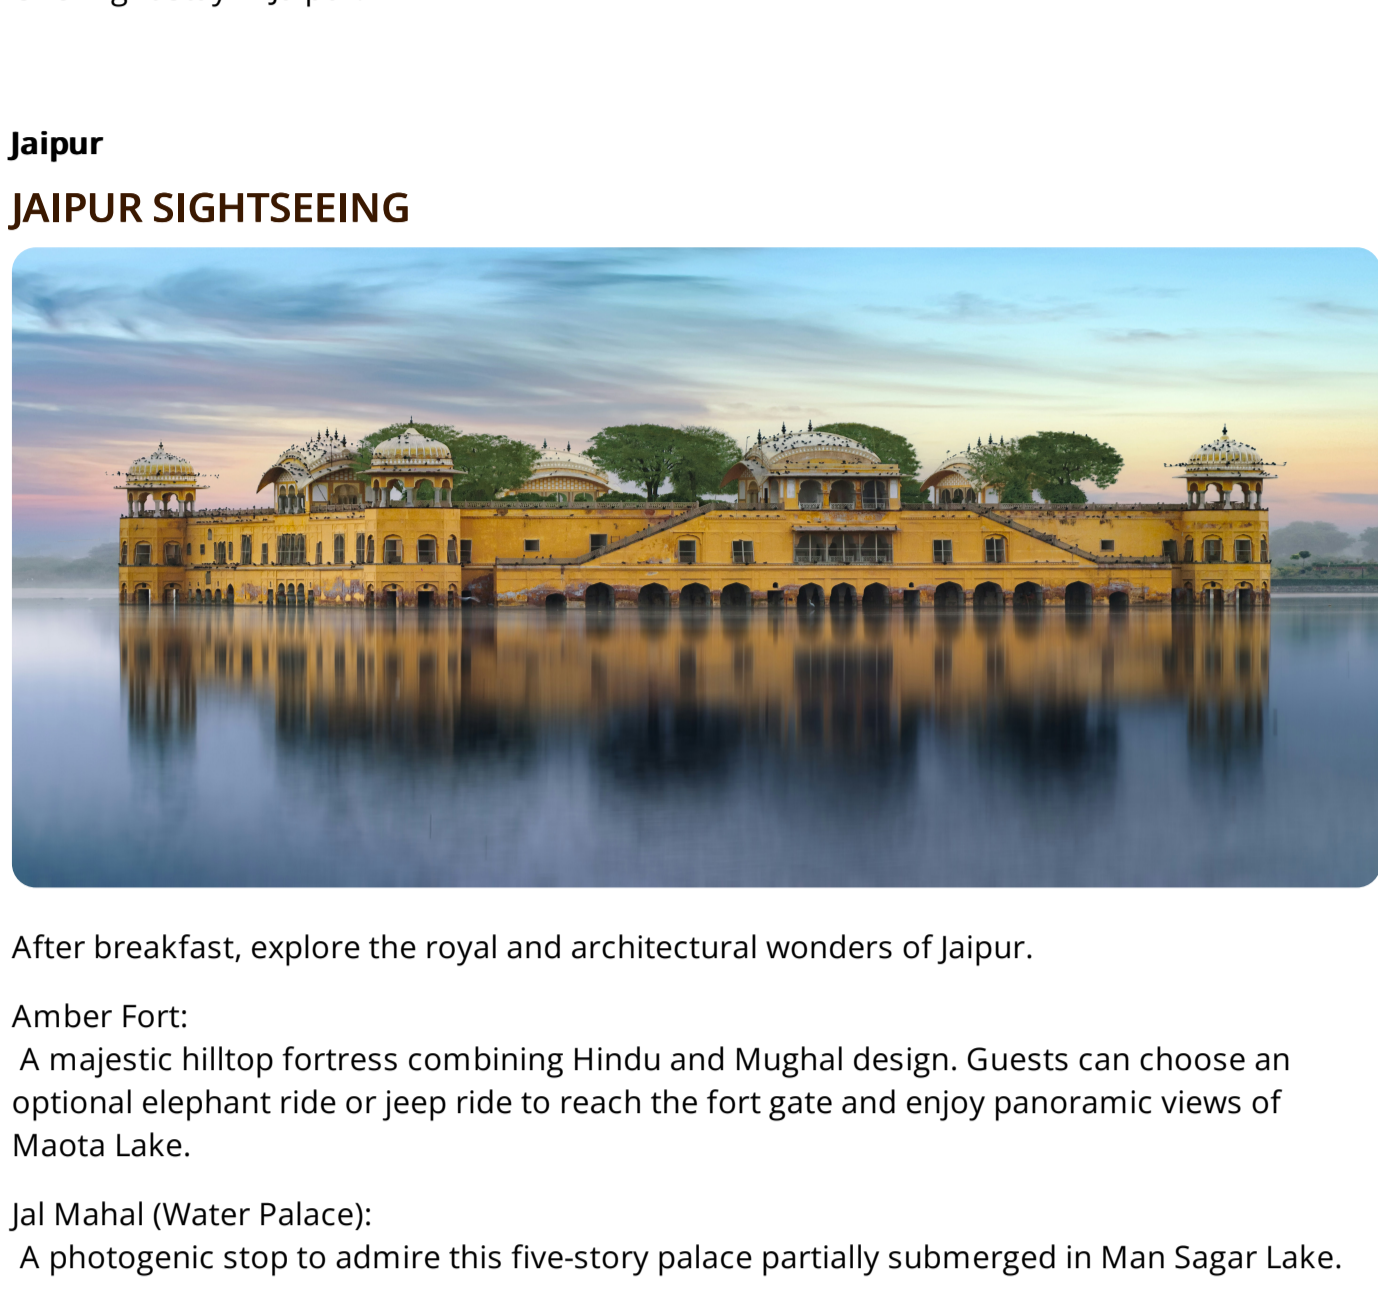 Jaipur
JAIPUR SIGHTSEEING
After breakfast, explore the royal and architectural wonders of Jaipur.
Amber Fort:
A majestic hilltop fortress combining Hindu and Mughal design. Guests can choose an
optional elephant ride or jeep ride to reach the fort gate and enjoy panoramic views of
Maota Lake.
Jal Mahal (Water Palace):
A photogenic stop to admire this five-story palace partially submerged in Man Sagar Lake.